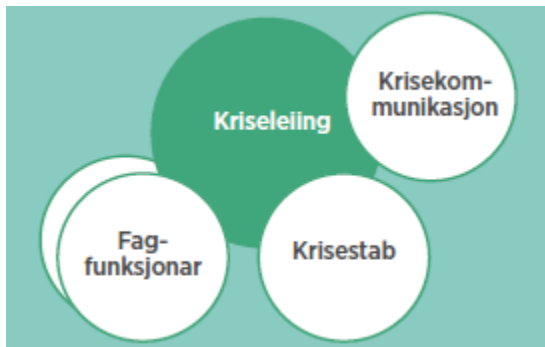 Krisekom-
munikasjon
Kriseleiing
Fag-
funksjonar
Krisestab